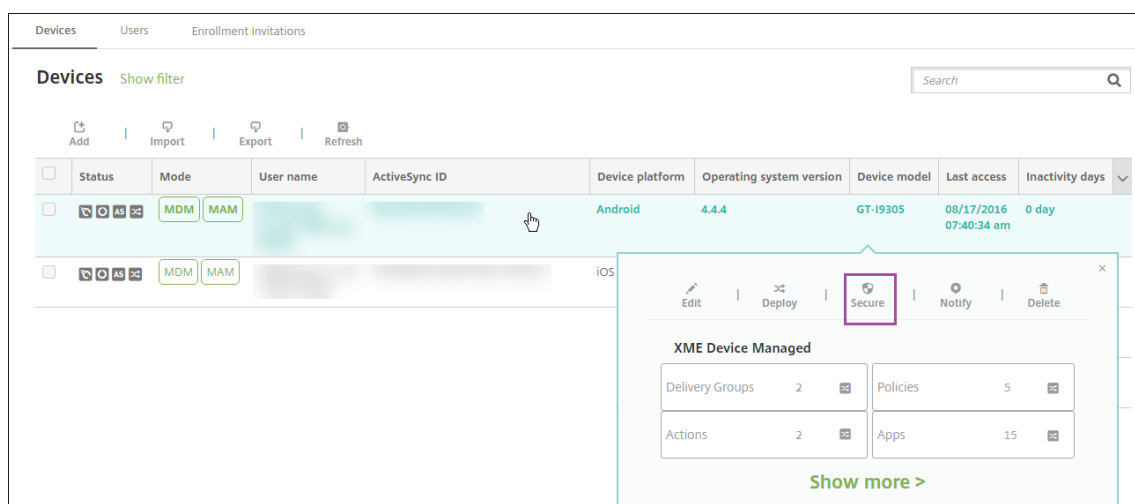 Devices Users Enrollment Invitations
Devices Show filter
Search
Add | Import | Export | Refresh
Status Mode User name ActiveSync ID Device platform Operating system version Device model Last access Inactivity days
AS MDM MAM Android 4.4.4 GT-I9305 08/17/2016 0 day
07:40:34 am
AS MDM MAM iOS
×
Edit | Deploy | Secure | Notify | Delete
XME Device Managed
Delivery Groups 2 Policies 5
Actions 2 Apps 15
Show more >